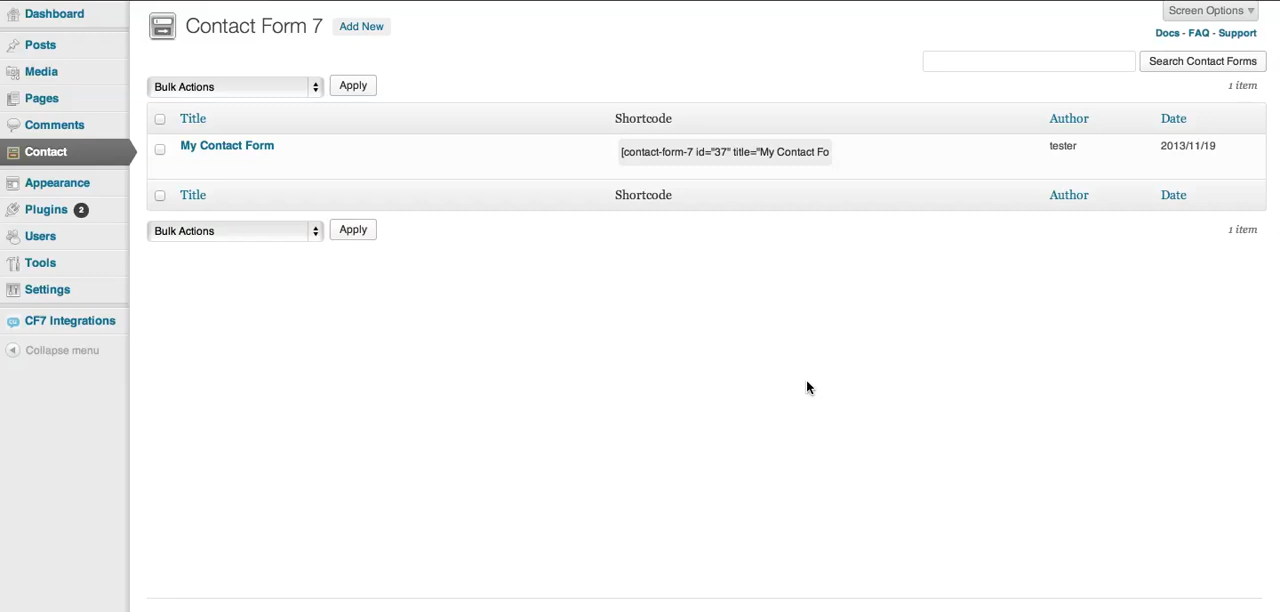 Dashboard
Posts
Media
Pages
Comments
Contact
Appearance
Plugins 2
Users
Tools
Settings
CF7 Integrations
Collapse menu
Screen Options
Contact Form 7 Add New
Docs - FAQ - Support
Search Contact Forms
Bulk Actions Apply 1 item
Title Shortcode Author Date
My Contact Form [contact-form-7 id="37" title="My Contact Fo tester 2013/11/19
Title Shortcode Author Date
Bulk Actions Apply 1 item